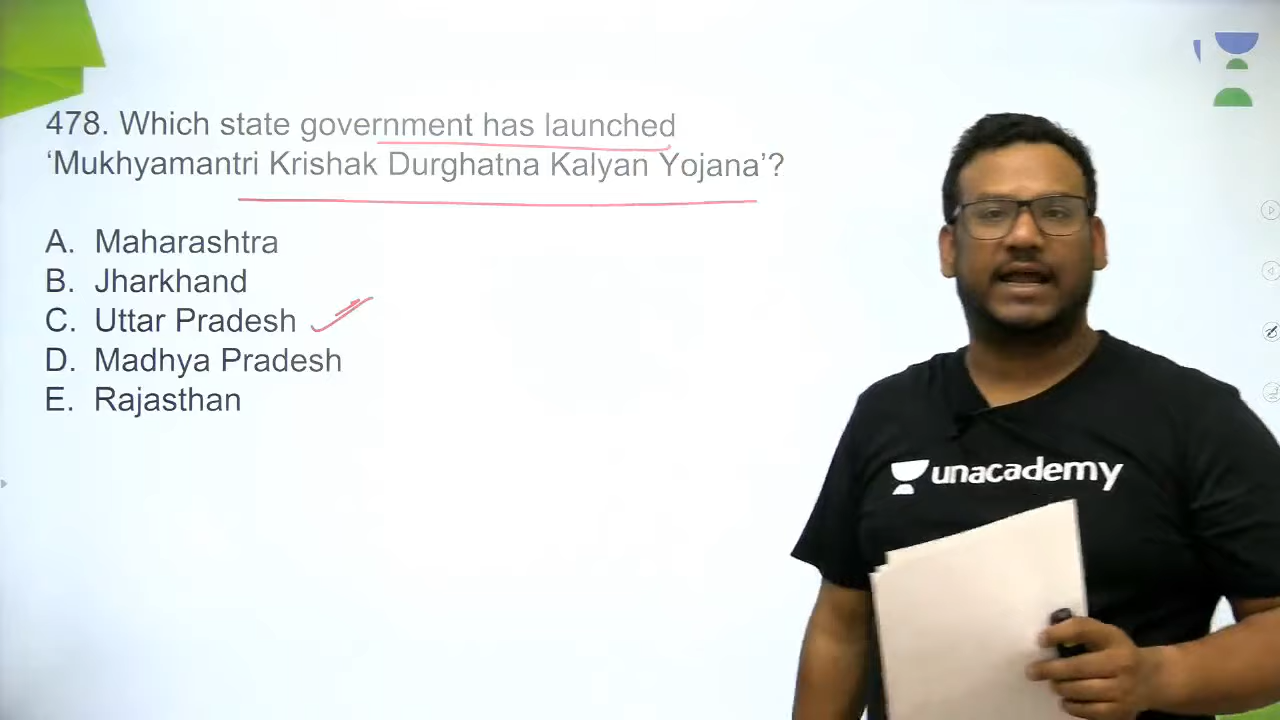 478. Which state government has launched
‘Mukhyamantri Krishak Durghatna Kalyan Yojana’?
A. Maharashtra
B. Jharkhand
C. Uttar Pradesh
D. Madhya Pradesh
E. Rajasthan
unacademy